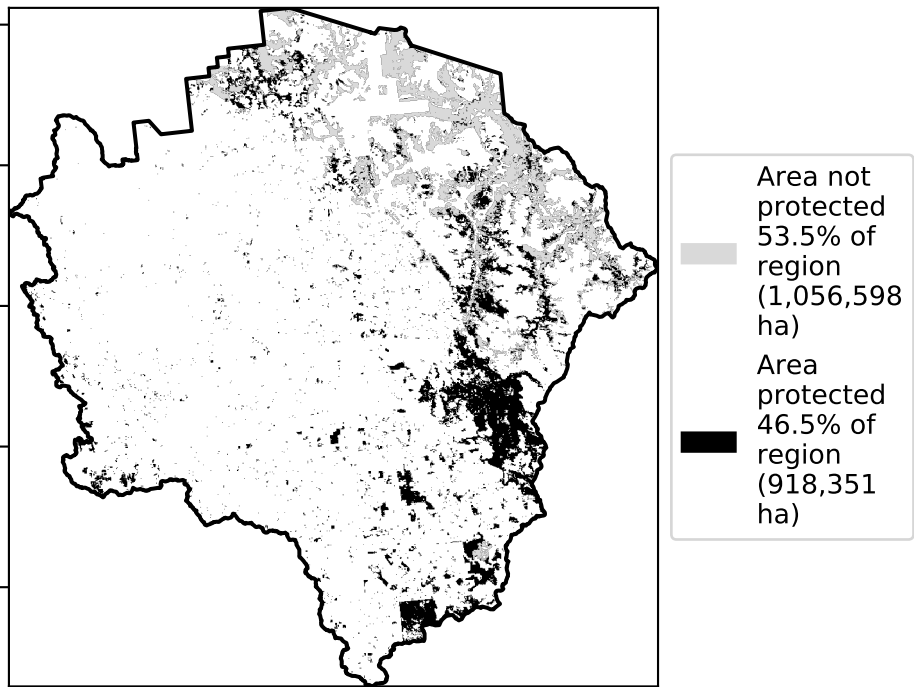 Area not
protected
53.5% of
region
(1,056,598
ha)
Area
protected
46.5% of
region
(918,351
ha)